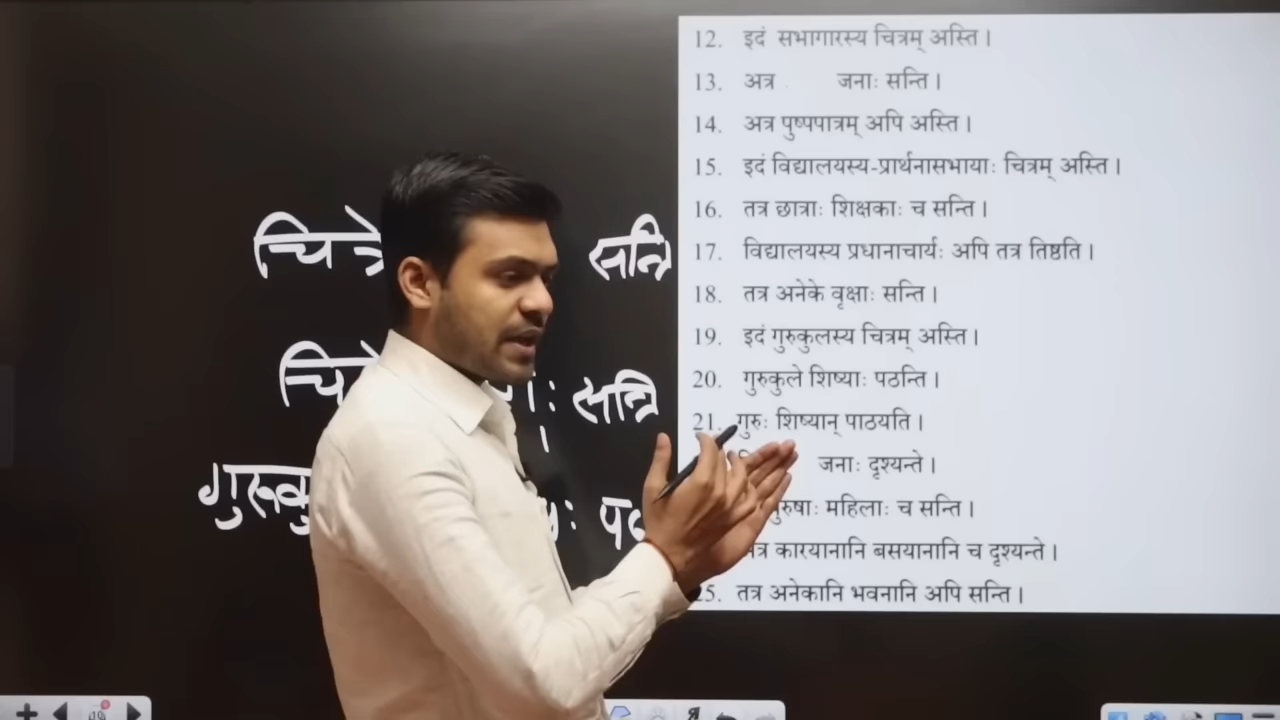 चित्रे सन्ति
सन्ति
12. इदं सभागारस्य चित्रम् अस्ति।
13. अत्र जनाः सन्ति।
14. अत्र पुष्पपात्रम् अपि अस्ति।
15. इदं विद्यालयस्य-प्रार्थनासभायाः चित्रम् अस्ति।
16. तत्र छात्राः शिक्षकाः च सन्ति।
17. विद्यालयस्य प्रधानाचार्यः अपि तत्र तिष्ठति।
18. तत्र अनेके वृक्षाः सन्ति।
19. इदं गुरुकुलस्य चित्रम् अस्ति।
20. गुरुकुले शिष्याः पठन्ति।
21. गुरुः शिष्यान् पाठयति।
जनाः दृश्यन्ते।
महिलाः च सन्ति।
कारयानानि बसयानानि च दृश्यन्ते।
25. तत्र अनेकानि भवनानि अपि सन्ति।